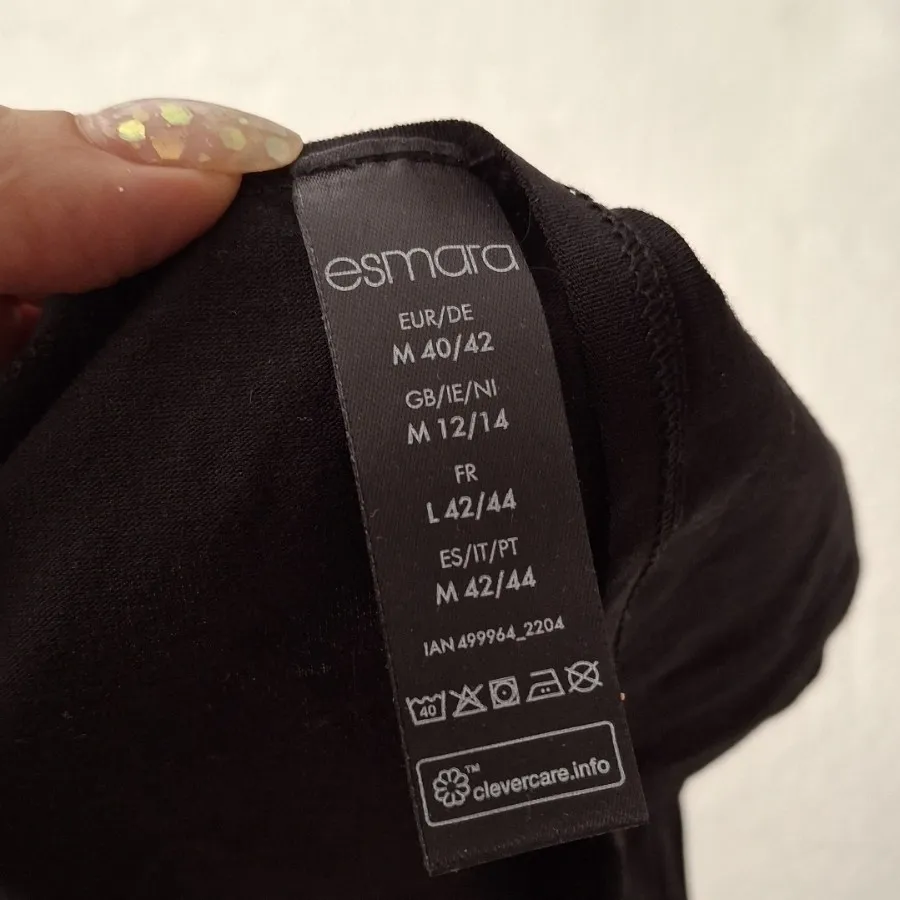 esmara
EUR/DE
M 40/42
GB/IE/NI
M 12/14
FR
L 42/44
ES/IT/PT
M 42/44
IAN 499964_2204
40
™ clevercare.info